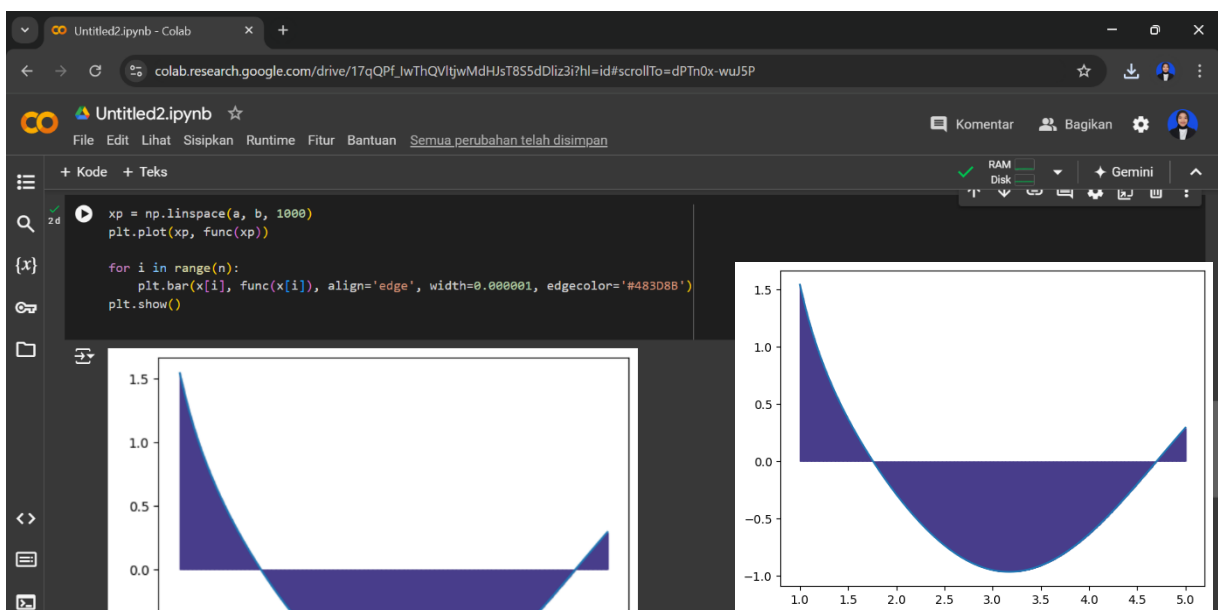 Untitled2.ipynb - Colab
colab.research.google.com/drive/17qQPf_IwThQVltjwMdHJsT8S5dDliz3i?hl=id#scrollTo=dPTn0x-wuJ5P
Untitled2.ipynb
File Edit Lihat Sisipkan Runtime Fitur Bantuan Semua perubahan telah disimpan
Komentar Bagikan
+ Kode + Teks
RAM
Disk
Gemini
2 d
xp = np.linspace(a, b, 1000)
plt.plot(xp, func(xp))
for i in range(n):
plt.bar(x[i], func(x[i]), align='edge', width=0.000001, edgecolor='#483D8B')
plt.show()
{x}
1.5
1.0
0.5
0.0
1.5
1.0
0.5
0.0
−0.5
−1.0
1.0 1.5 2.0 2.5 3.0 3.5 4.0 4.5 5.0